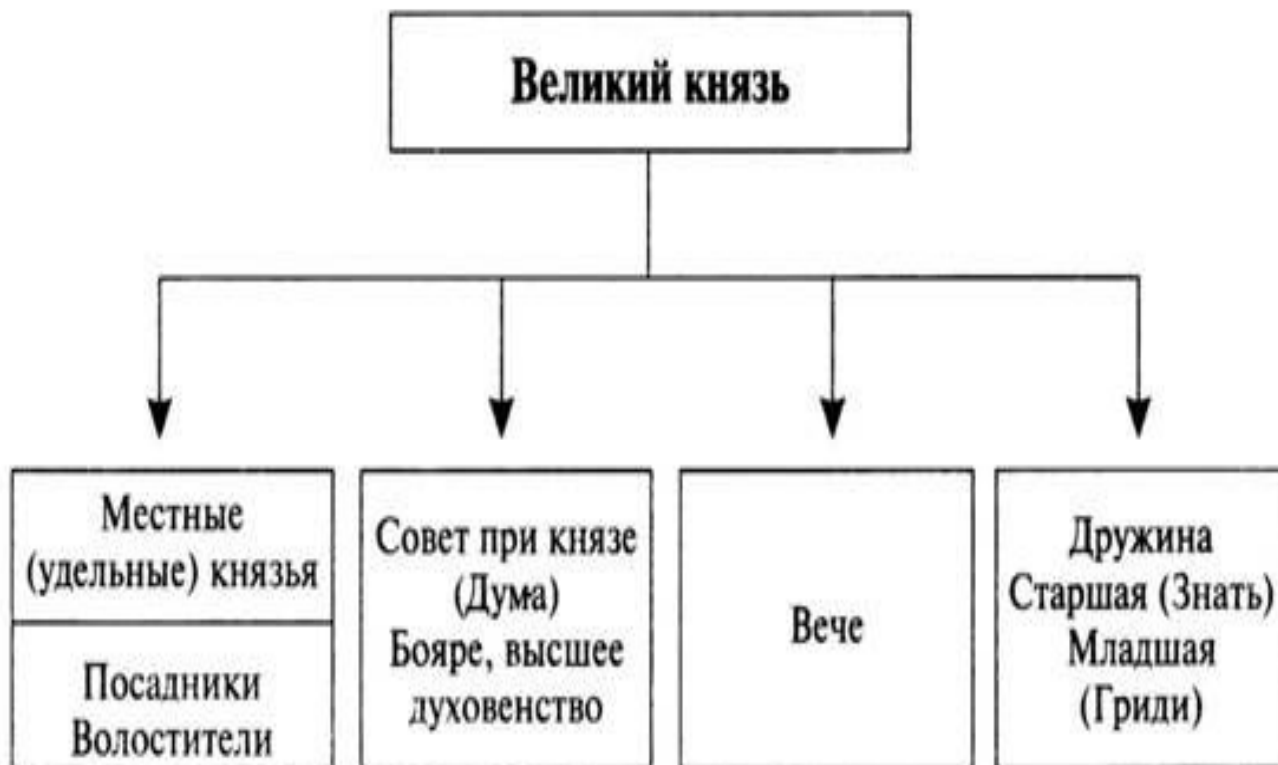 Великий князь
Местные
(удельные) князья
Посадники
Волостители
Совет при князе
(Дума)
Бояре, высшее
духовенство
Вече
Дружина
Старшая (Знать)
Младшая
(Гриди)